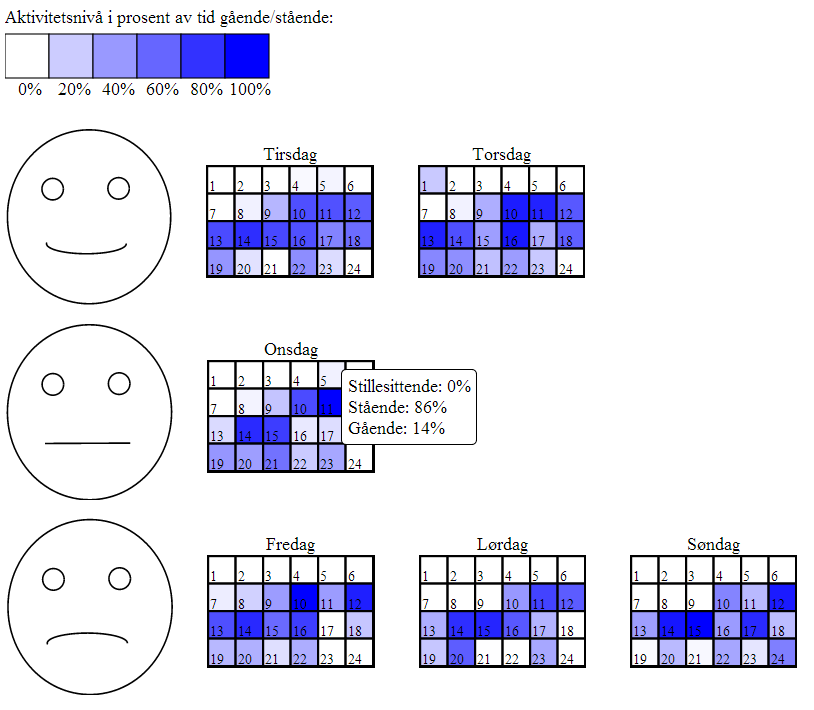 Aktivitetsnivå i prosent av tid gående/stående:
0% 20% 40% 60% 80% 100%
Tirsdag Torsdag
1 2 3 4 5 6 1 2 3 4 5 6
7 8 9 10 11 12 7 8 9 10 11 12
13 14 15 16 17 18 13 14 15 16 17 18
19 20 21 22 23 24 19 20 21 22 23 24
Onsdag
1 2 3 4 5
7 8 9 10 11
13 14 15 16 17
19 20 21 22 23 24
Stillesittende: 0%
Stående: 86%
Gående: 14%
Fredag Lørdag Søndag
1 2 3 4 5 6 1 2 3 4 5 6 1 2 3 4 5 6
7 8 9 10 11 12 7 8 9 10 11 12 7 8 9 10 11 12
13 14 15 16 17 18 13 14 15 16 17 18 13 14 15 16 17 18
19 20 21 22 23 24 19 20 21 22 23 24 19 20 21 22 23 24